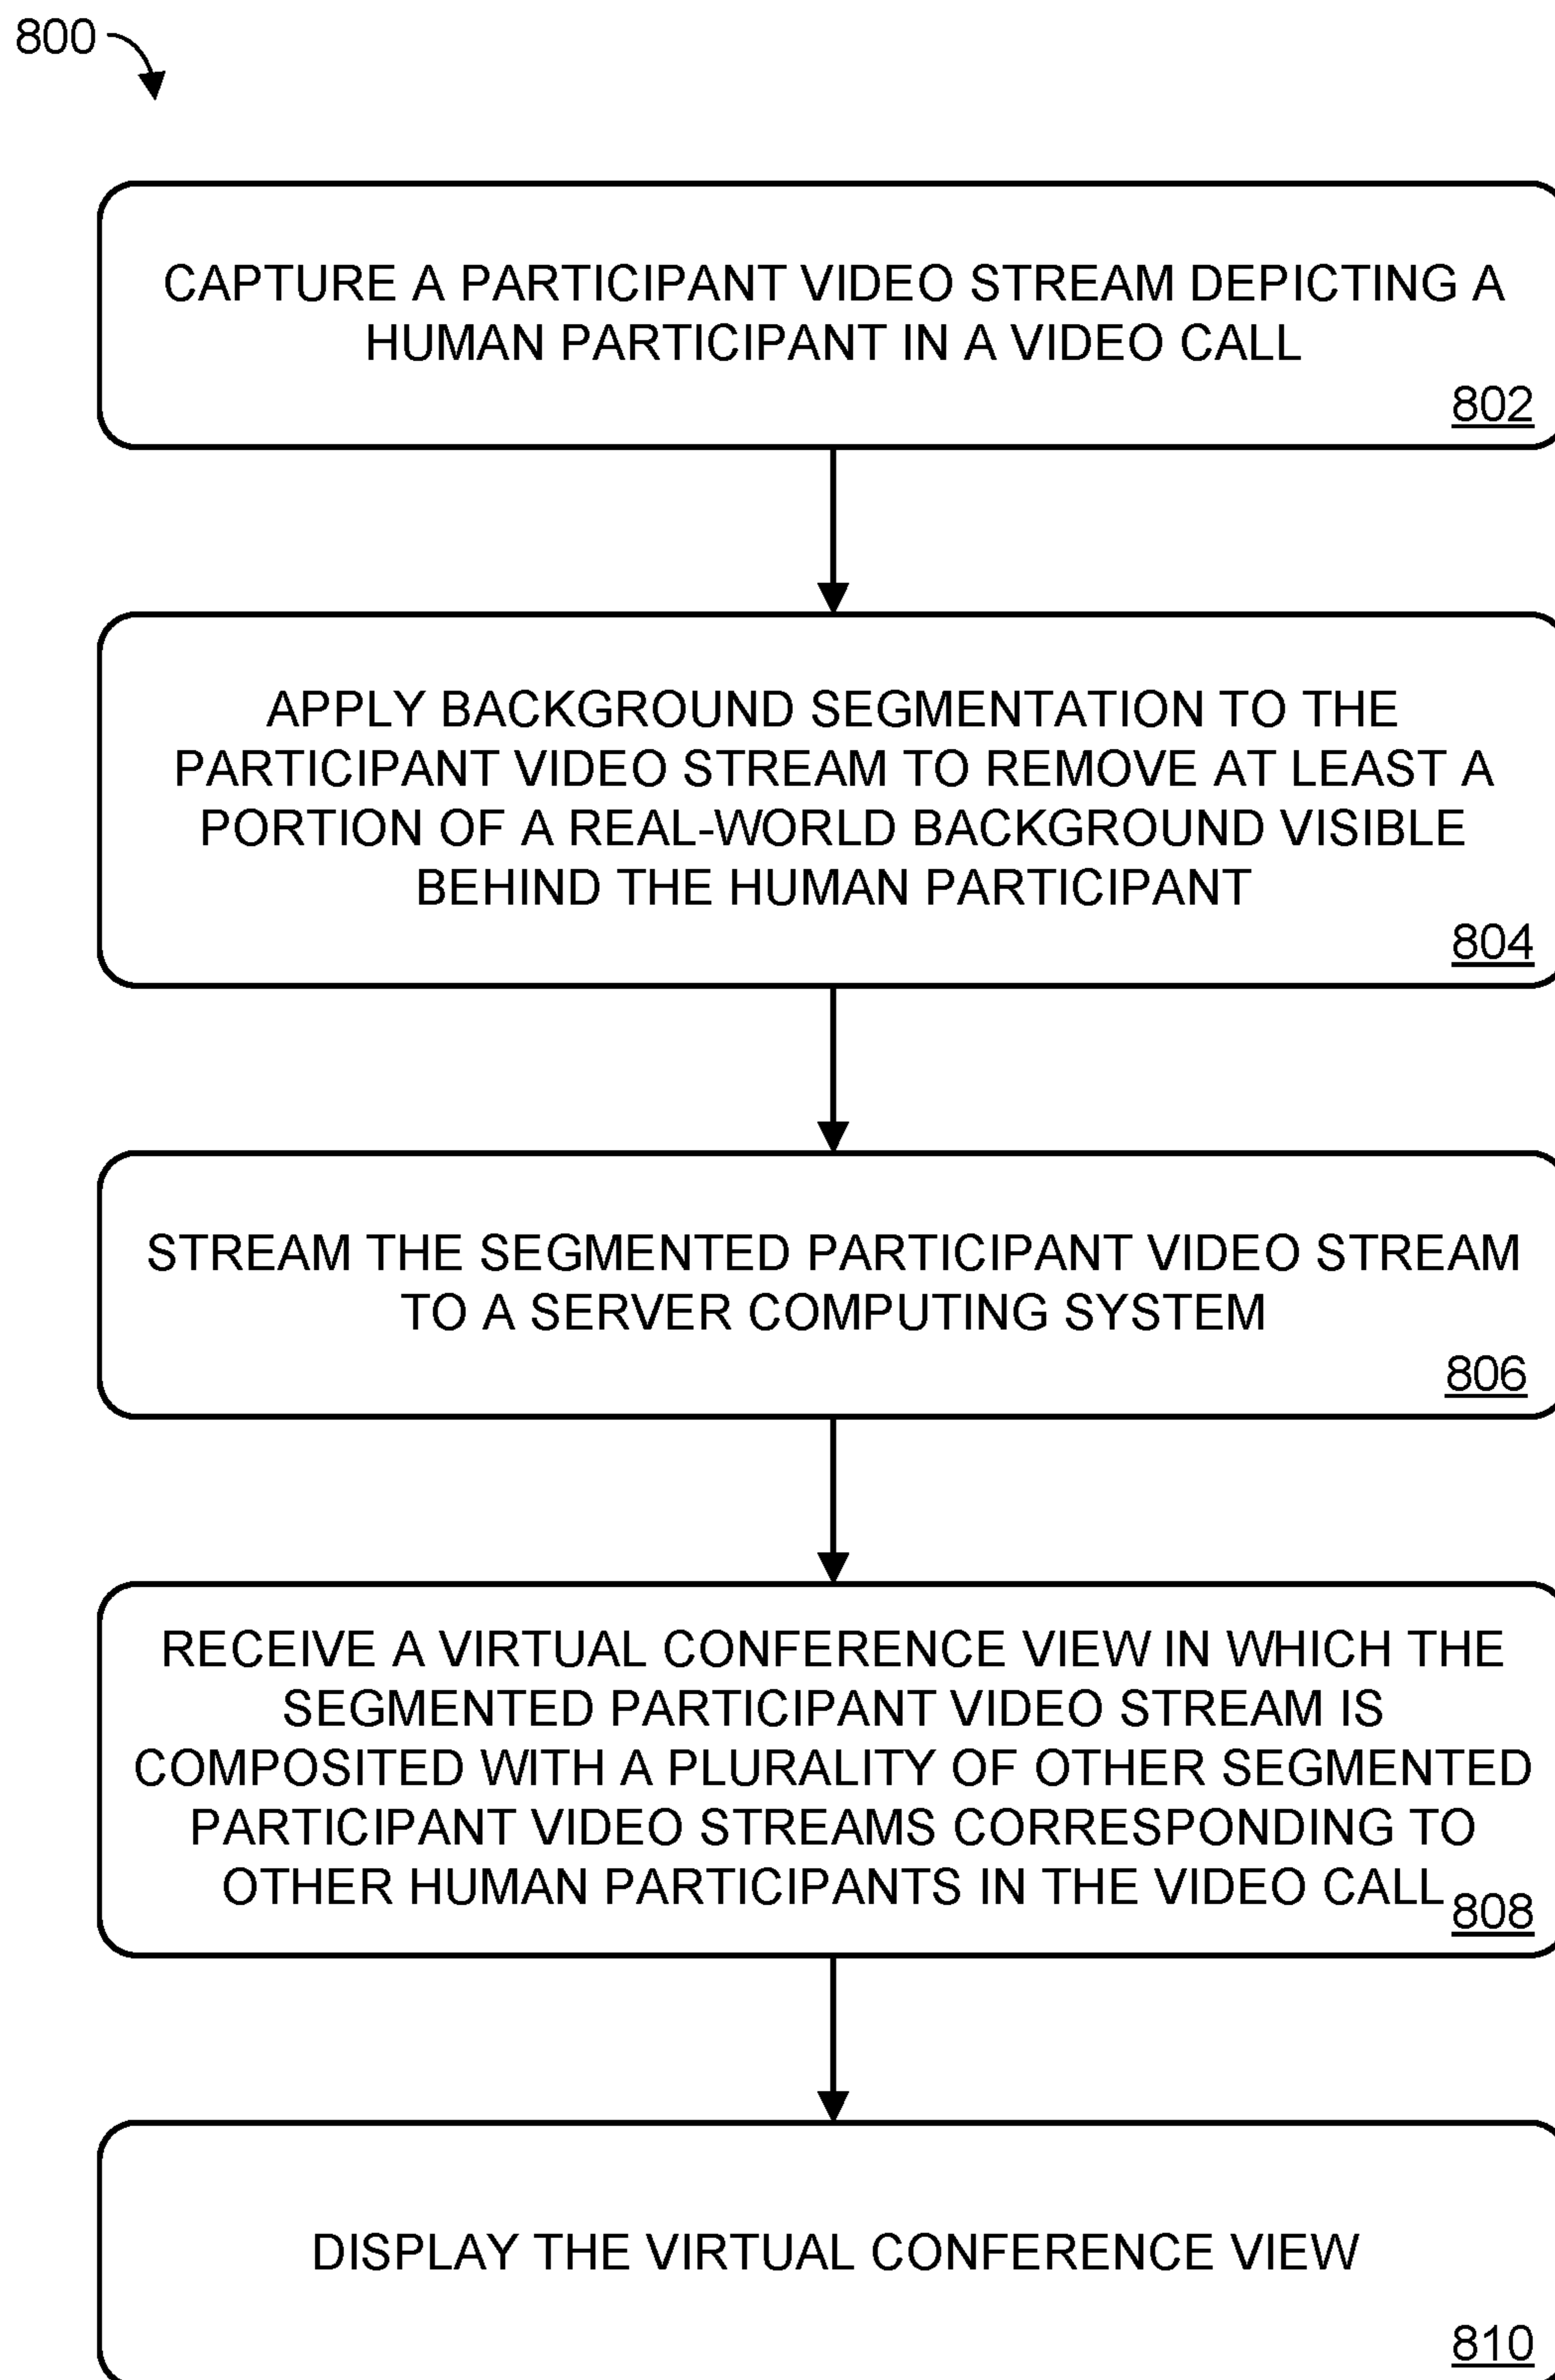 800
CAPTURE A PARTICIPANT VIDEO STREAM DEPICTING A
HUMAN PARTICIPANT IN A VIDEO CALL
802
APPLY BACKGROUND SEGMENTATION TO THE
PARTICIPANT VIDEO STREAM TO REMOVE AT LEAST A
PORTION OF A REAL-WORLD BACKGROUND VISIBLE
BEHIND THE HUMAN PARTICIPANT
804
STREAM THE SEGMENTED PARTICIPANT VIDEO STREAM
TO A SERVER COMPUTING SYSTEM
806
RECEIVE A VIRTUAL CONFERENCE VIEW IN WHICH THE
SEGMENTED PARTICIPANT VIDEO STREAM IS
COMPOSITED WITH A PLURALITY OF OTHER SEGMENTED
PARTICIPANT VIDEO STREAMS CORRESPONDING TO
OTHER HUMAN PARTICIPANTS IN THE VIDEO CALL
808
DISPLAY THE VIRTUAL CONFERENCE VIEW
810